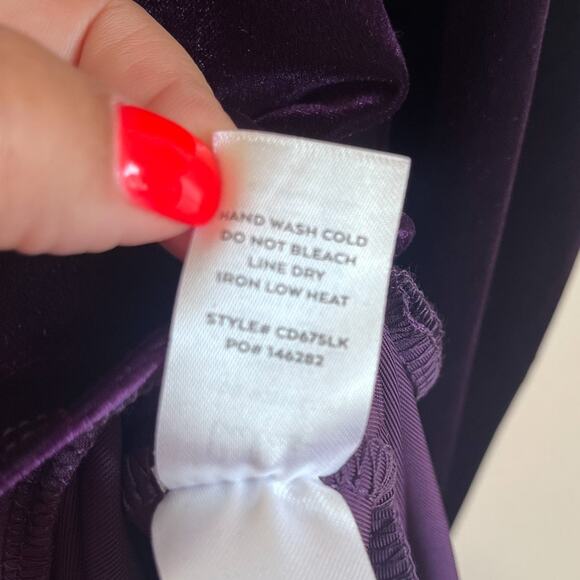 HAND WASH COLD
DO NOT BLEACH
LINE DRY
IRON LOW HEAT
STYLE# CD675LK
PO# 146282